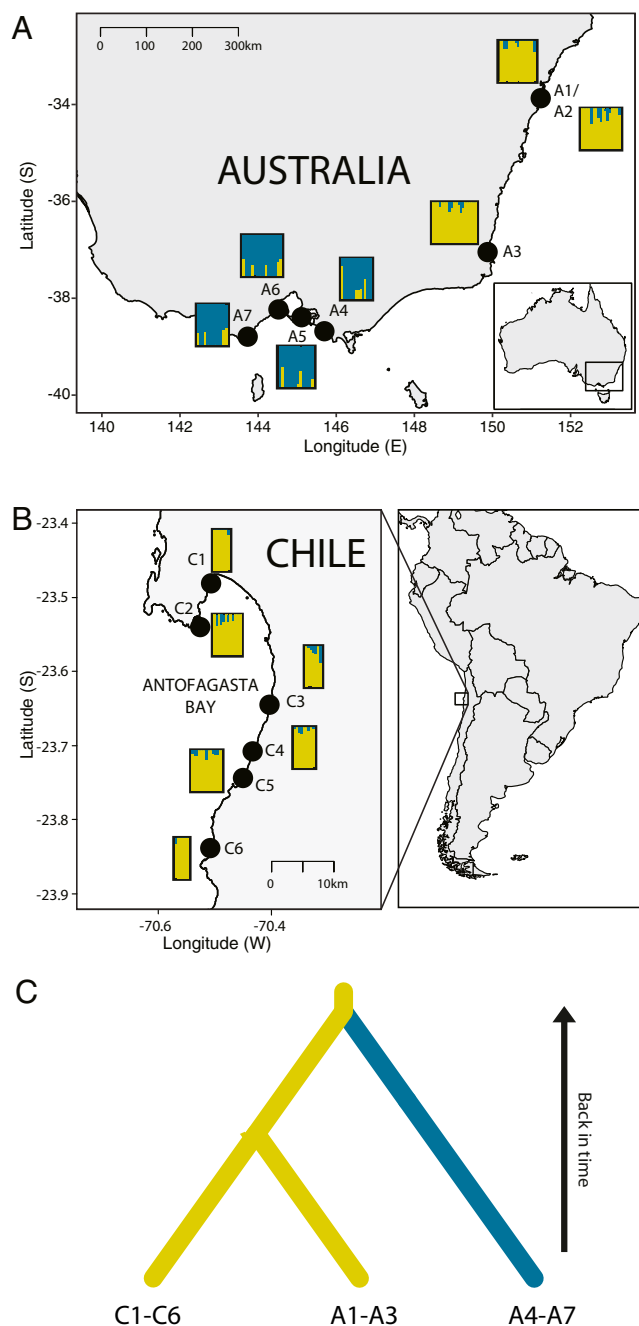 A
0 100 200 300km
A1/
A2
AUSTRALIA
A3
A6
A4
A7
A5
-34
-36
-38
-40
Latitude (S)
140 142 144 146 148 150 152
Longitude (E)
B
CHILE
C1
C2
ANTOFAGASTA
BAY
C3
C4
C5
C6
0 10km
-23.4
-23.5
-23.6
-23.7
-23.8
-23.9
Latitude (S)
-70.6 -70.4
Longitude (W)
C
Back in time
C1-C6 A1-A3 A4-A7